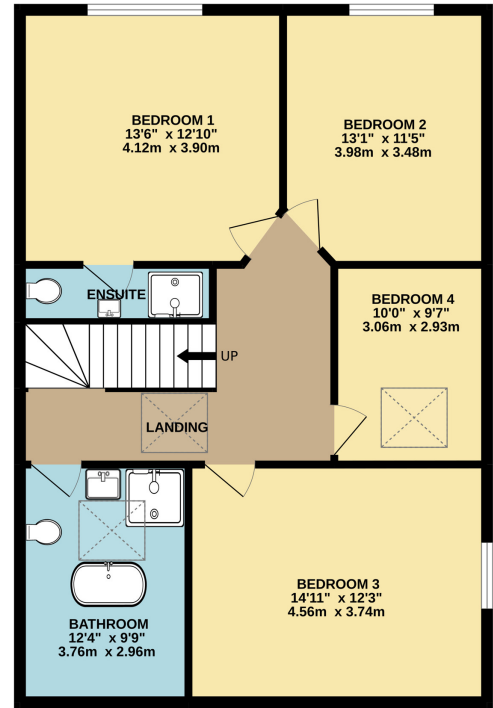 BEDROOM 1
13'6" x 12'10"
4.12m x 3.90m
BEDROOM 2
13'1" x 11'5"
3.98m x 3.48m
ENSUITE
BEDROOM 4
10'0" x 9'7"
3.06m x 2.93m
UP
LANDING
BEDROOM 3
14'11" x 12'3"
4.56m x 3.74m
BATHROOM
12'4" x 9'9"
3.76m x 2.96m